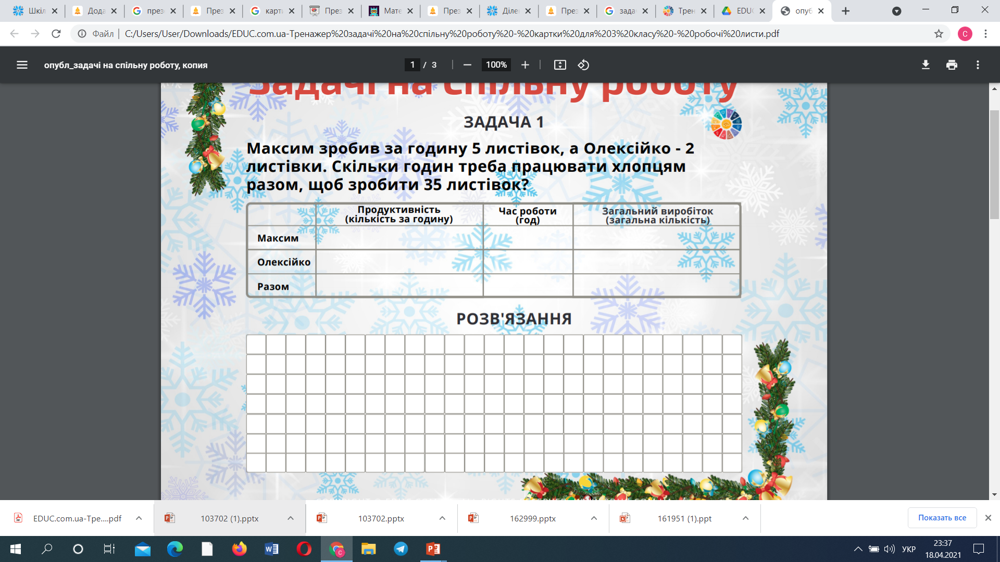 Шкіл
Дода
през
През
карт
През
Мате
През
Ділен
През
зада
Трен
EDUC
опуб
Файл
C:/Users/User/Downloads/EDUC.com.ua-Тренажер%20задачі%20на%20спільну%20роботу%20-%20картки%20для%203%20класу%20-%20робочі%20листи.pdf
С
опубл_задачі на спільну роботу, копия
1 / 3
100%
Задачі на спільну роботу
ЗАДАЧА 1
Максим зробив за годину 5 листівок, а Олексійко - 2
листівки. Скільки годин треба працювати хлопцям
разом, щоб зробити 35 листівок?
Продуктивність
(кількість за годину)
Час роботи
(год)
Загальний виробіток
(загальна кількість)
Максим
Олексійко
Разом
РОЗВ'ЯЗАННЯ
EDUC.com.ua-Тре....pdf
103702 (1).pptx
103702.pptx
162999.pptx
161951 (1).ppt
Показать все
УКР
23:37
18.04.2021